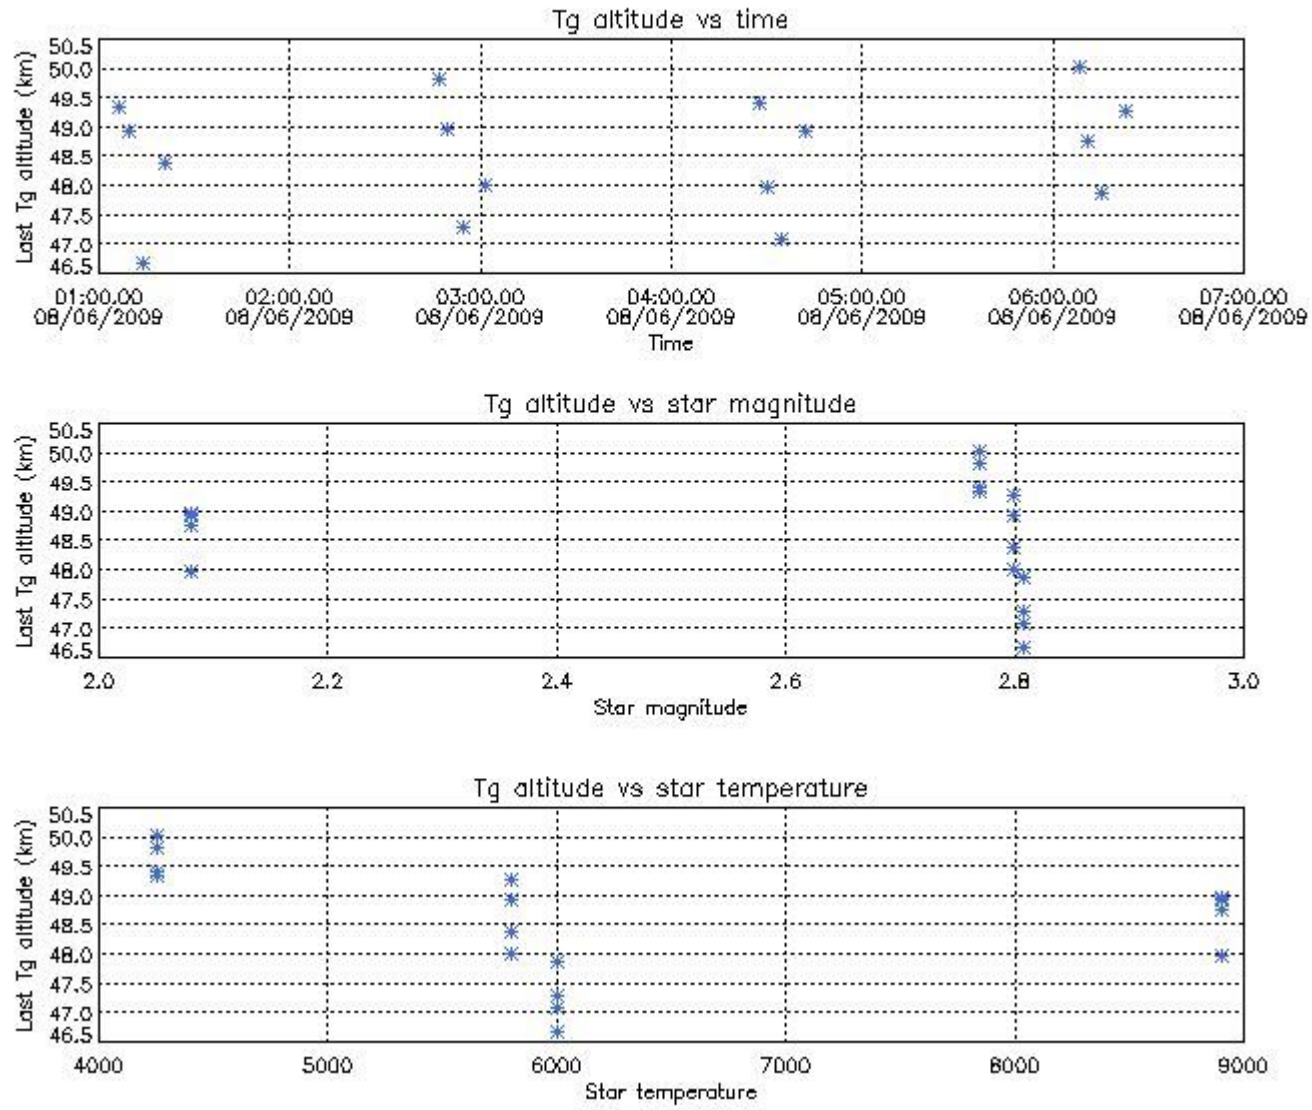 Tg altitude vs time
Last Tg altitude (km)
50.5
50.0
49.5
49.0
48.5
48.0
47.5
47.0
46.5
01:00.00 02:00.00 03:00.00 04:00.00 05:00.00 06:00.00 07:00.00
08/06/2009 08/06/2009 08/06/2009 08/06/2009 08/06/2009 08/06/2009 08/06/2009
Time
Tg altitude vs star magnitude
Last Tg altitude (km)
50.5
50.0
49.5
49.0
48.5
48.0
47.5
47.0
46.5
2.0 2.2 2.4 2.6 2.8 3.0
Star magnitude
Tg altitude vs star temperature
Last Tg altitude (km)
50.5
50.0
49.5
49.0
48.5
48.0
47.5
47.0
46.5
4000 5000 6000 7000 8000 9000
Star temperature